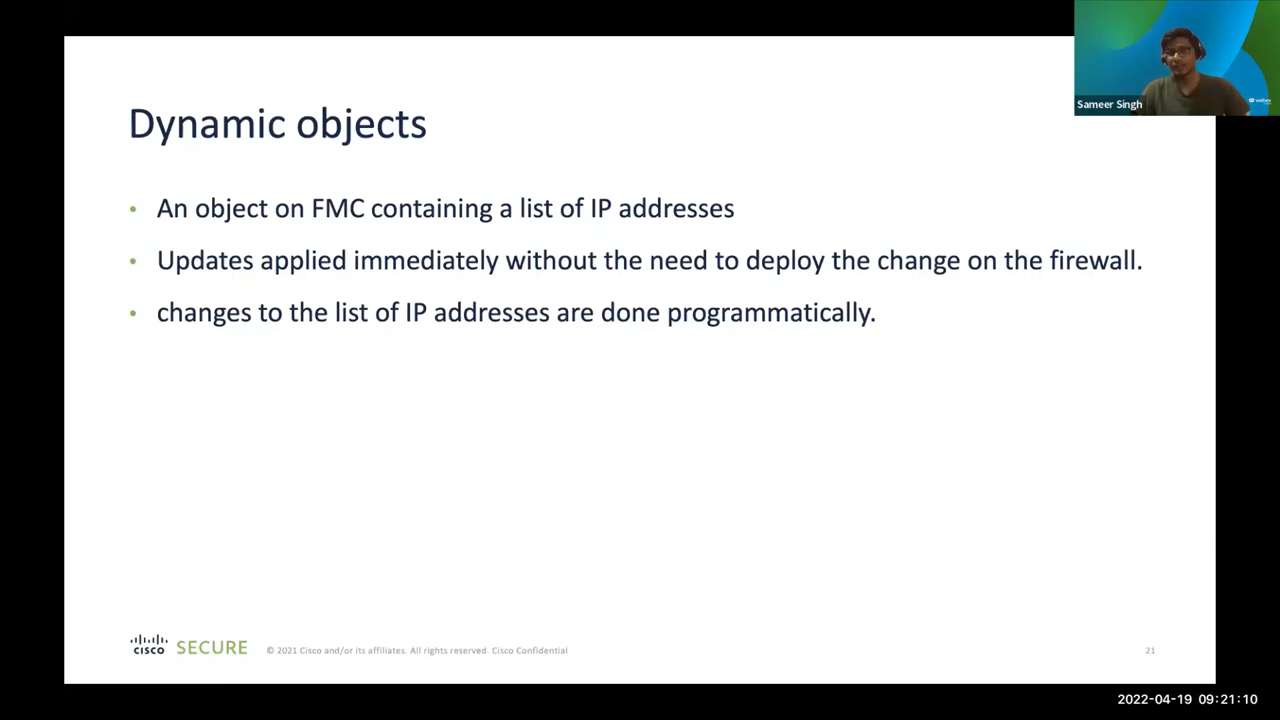 Sameer Singh
Dynamic objects
• An object on FMC containing a list of IP addresses
• Updates applied immediately without the need to deploy the change on the firewall.
• changes to the list of IP addresses are done programmatically.
CISCO SECURE © 2021 Cisco and/or its affiliates. All rights reserved. Cisco Confidential 21
2022-04-19 09:21:10